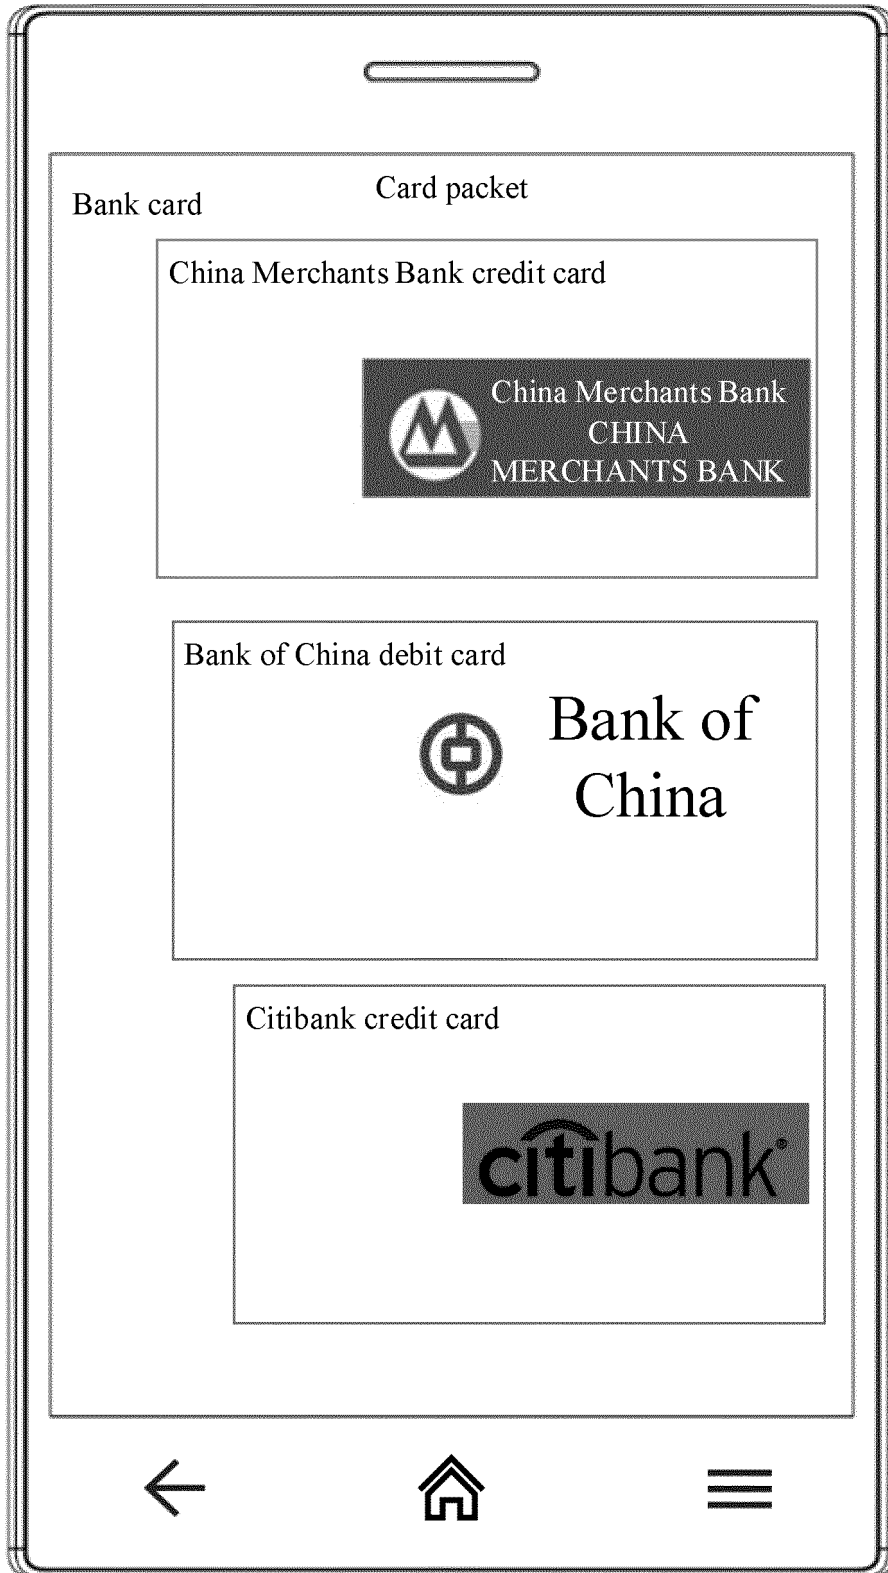 Card packet
Bank card
China Merchants Bank credit card
China Merchants Bank
CHINA
MERCHANTS BANK
Bank of China debit card
Bank of
China
Citibank credit card
citibank®